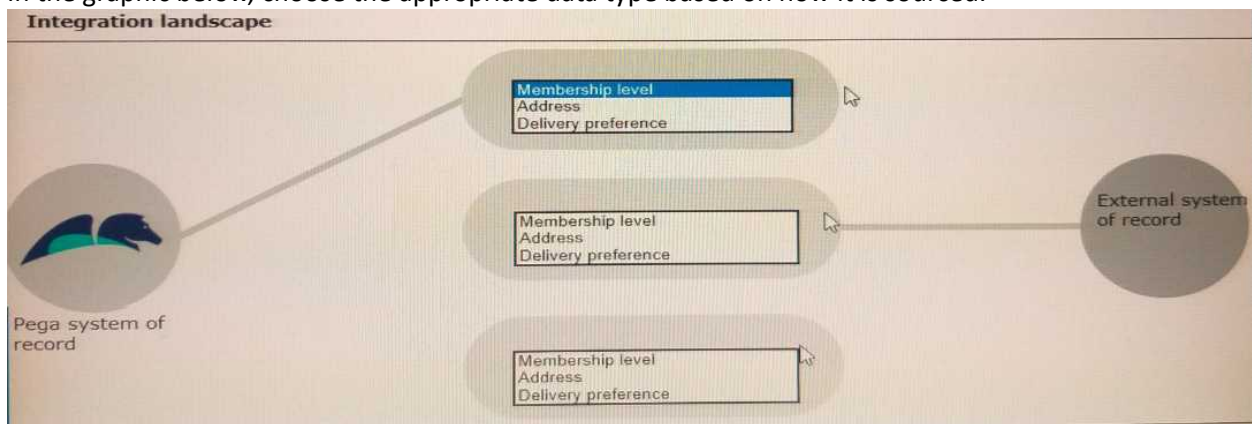 In the graphic below, choose the appropriate data type based on how it is sourced.
Integration landscape
Membership level
Address
Delivery preference
Membership level
Address
Delivery preference
External system
of record
Pega system of
record
Membership level
Address
Delivery preference